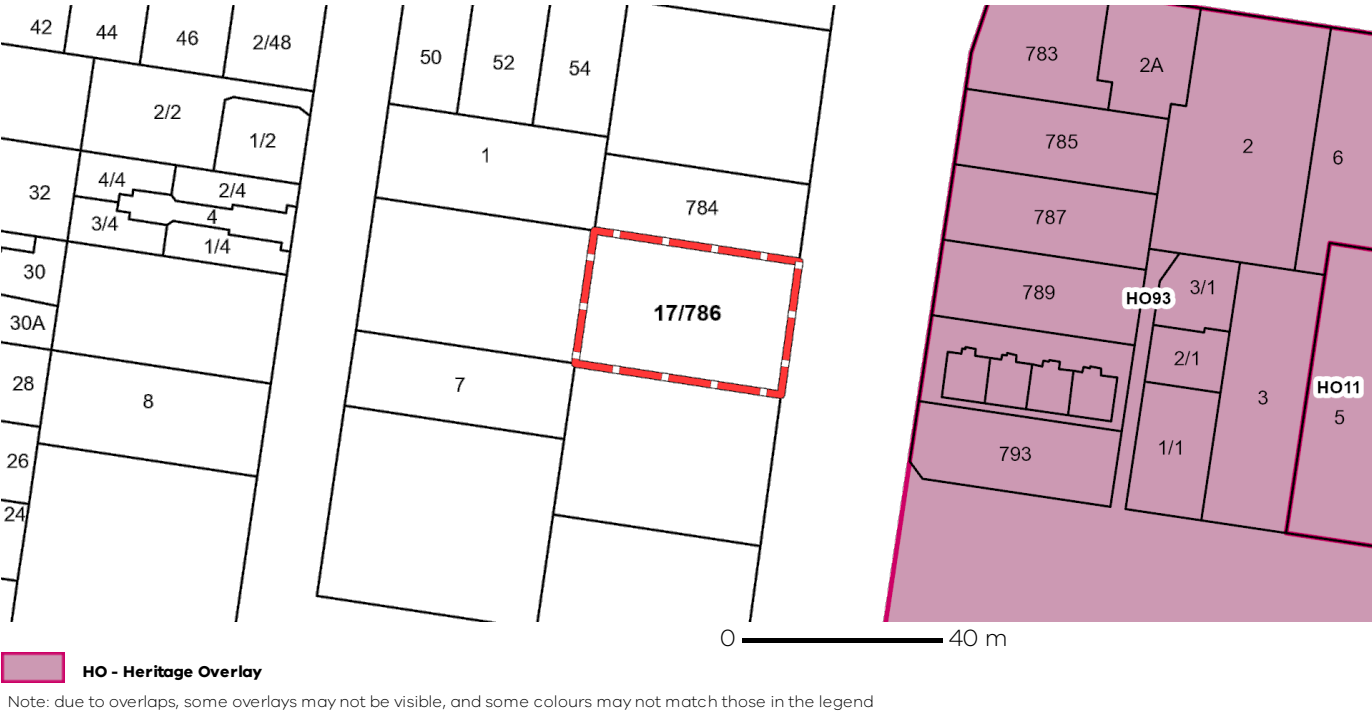 42 44 46 2/48
50 52 54
783 2A
2/2 1/2
1
785
2 6
4/4 2/4
32
4
3/4 1/4
784
787
30
17/786
789
HO93
3/1
30A
2/1
28
8
7
3
HO11
5
26
793
1/1
24
0 40 m
HO - Heritage Overlay
Note: due to overlaps, some overlays may not be visible, and some colours may not match those in the legend